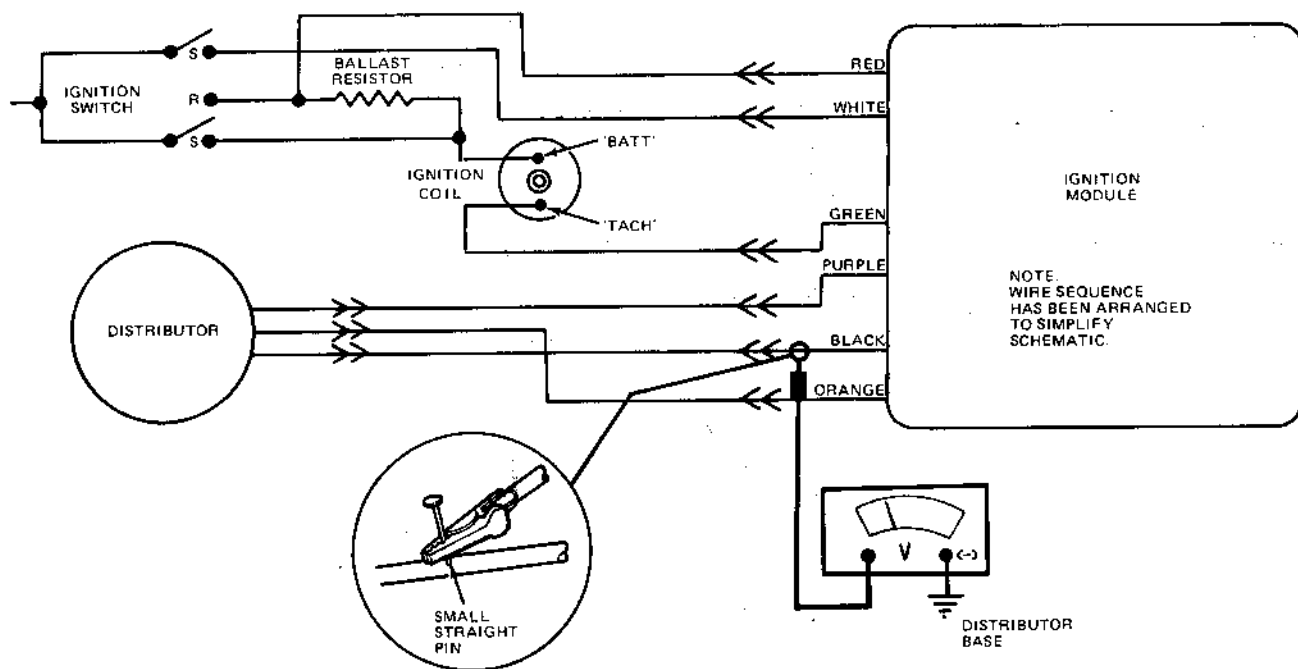 RED
S
BALLAST
RESISTOR
IGNITION
SWITCH
R
WHITE
S
'BATT'
IGNITION
COIL
IGNITION
MODULE
'TACH'
GREEN
PURPLE
NOTE.
WIRE SEQUENCE
HAS BEEN ARRANGED
TO SIMPLIFY
SCHEMATIC.
DISTRIBUTOR
BLACK
ORANGE
V (-)
SMALL
STRAIGHT
PIN
DISTRIBUTOR
BASE